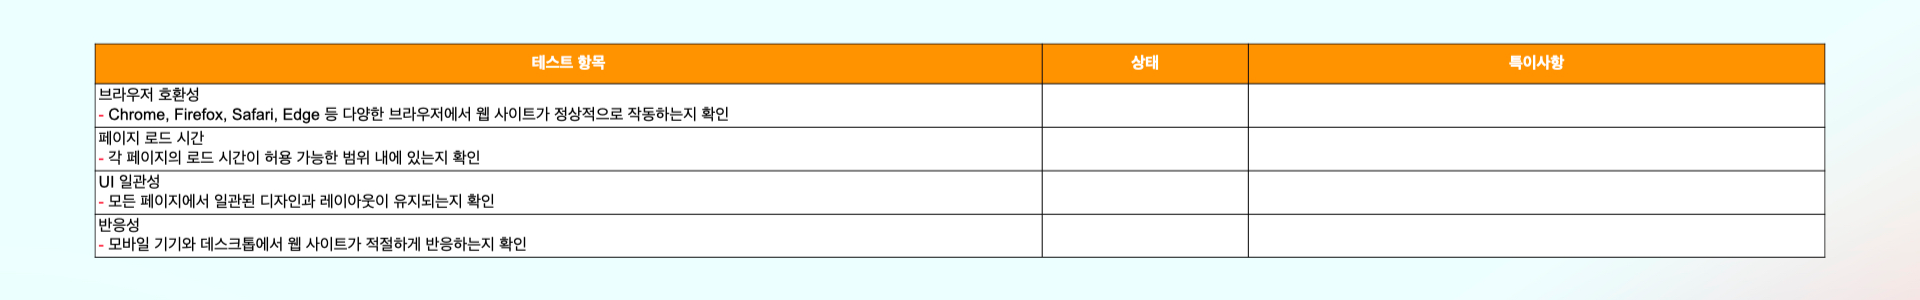 테스트 항목 상태 특이사항
브라우저 호환성
- Chrome, Firefox, Safari, Edge 등 다양한 브라우저에서 웹 사이트가 정상적으로 작동하는지 확인
페이지 로드 시간
- 각 페이지의 로드 시간이 허용 가능한 범위 내에 있는지 확인
UI 일관성
- 모든 페이지에서 일관된 디자인과 레이아웃이 유지되는지 확인
반응성
- 모바일 기기와 데스크톱에서 웹 사이트가 적절하게 반응하는지 확인